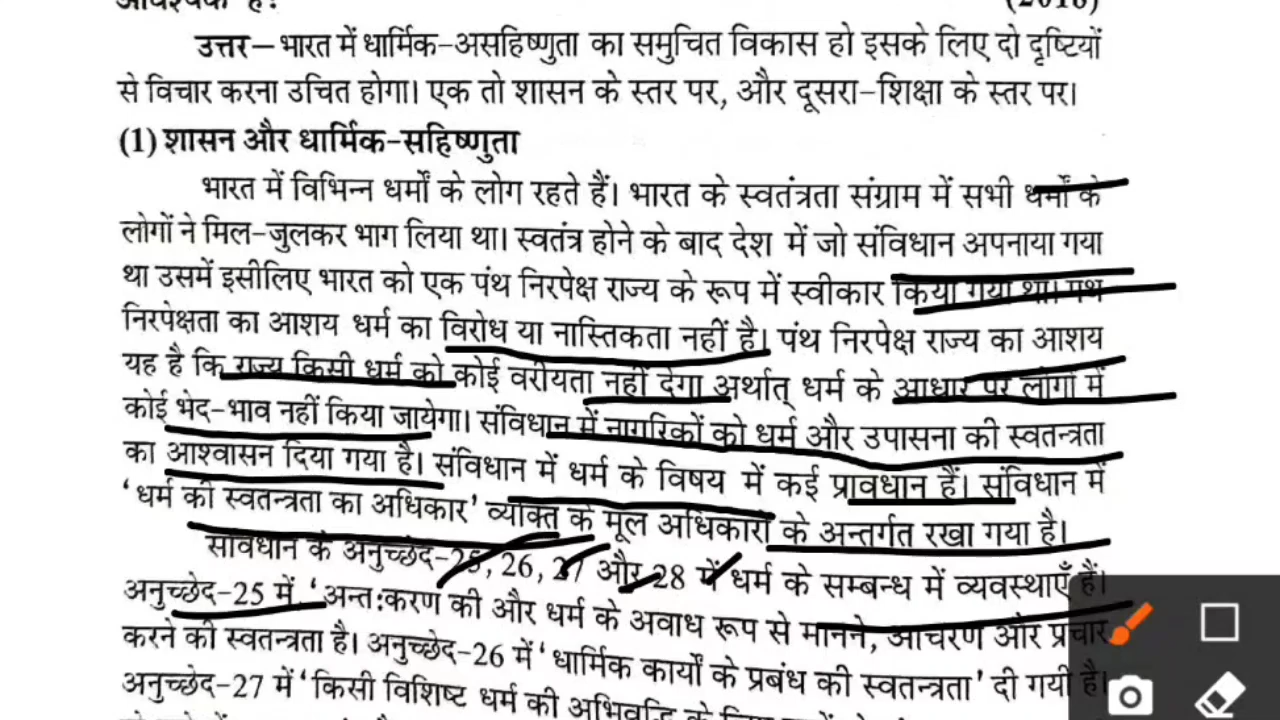 आवश्यक है? (2018)
उत्तर – भारत में धार्मिक-असहिष्णुता का समुचित विकास हो इसके लिए दो दृष्टियों
से विचार करना उचित होगा। एक तो शासन के स्तर पर, और दूसरा-शिक्षा के स्तर पर।
(1) शासन और धार्मिक-सहिष्णुता
भारत में विभिन्न धर्मों के लोग रहते हैं। भारत के स्वतंत्रता संग्राम में सभी धर्मों के
लोगों ने मिल-जुलकर भाग लिया था। स्वतंत्र होने के बाद देश में जो संविधान अपनाया गया
था उसमें इसीलिए भारत को एक पंथ निरपेक्ष राज्य के रूप में स्वीकार किया गया था। पंथ
निरपेक्षता का आशय धर्म का विरोध या नास्तिकता नहीं है। पंथ निरपेक्ष राज्य का आशय
यह है कि राज्य किसी धर्म को कोई वरीयता नहीं देगा अर्थात् धर्म के आधार पर लोगों में
कोई भेद-भाव नहीं किया जायेगा। संविधान में नागरिकों को धर्म और उपासना की स्वतन्त्रता
का आश्वासन दिया गया है। संविधान में धर्म के विषय में कई प्रावधान हैं। संविधान में
‘धर्म की स्वतन्त्रता का अधिकार’ व्यक्ति के मूल अधिकारों के अन्तर्गत रखा गया है।
संविधान के अनुच्छेद-25, 26, 27 और 28 में धर्म के सम्बन्ध में व्यवस्थाएँ हैं।
अनुच्छेद-25 में ‘अन्त:करण की और धर्म के अवाध रूप से मानने, आचरण और प्रचार
करने की स्वतन्त्रता है। अनुच्छेद-26 में ‘धार्मिक कार्यों के प्रबंध की स्वतन्त्रता’ दी गयी है।
अनुच्छेद-27 में ‘किसी विशिष्ट धर्म की अभिवृद्धि के लिए